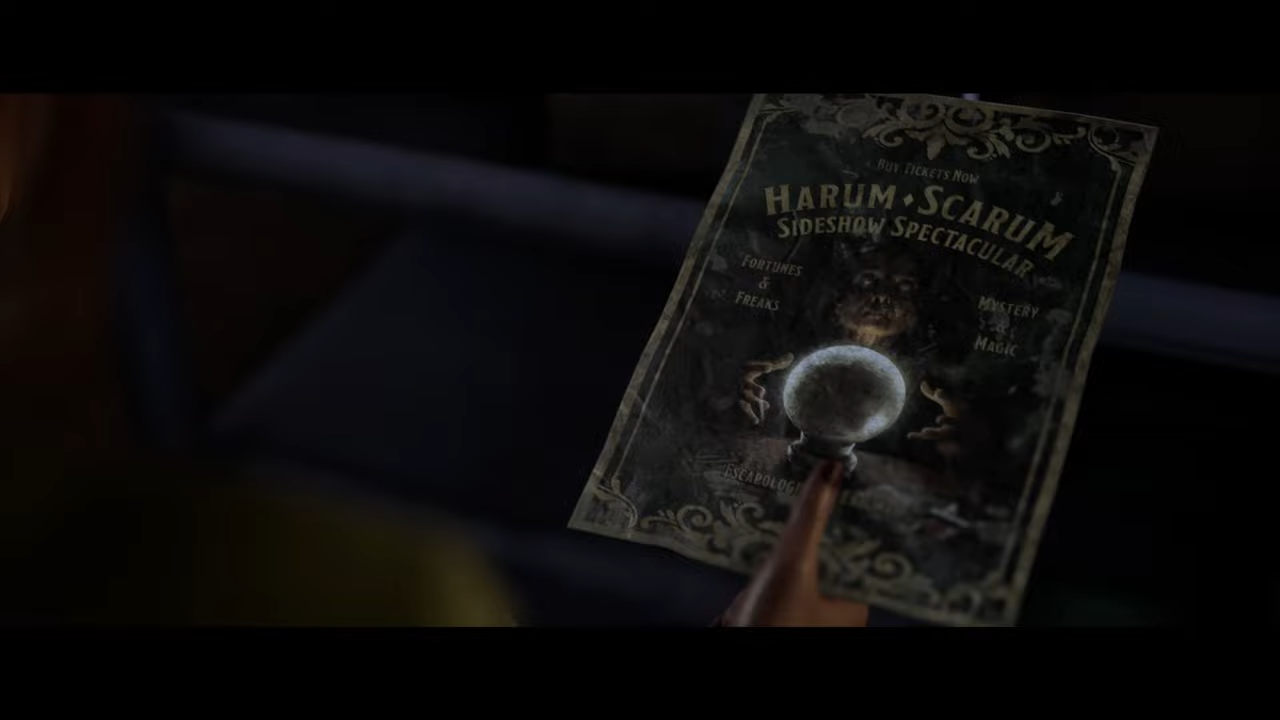 Buy Tickets Now
Harum • Scarum
Sideshow Spectacular
Fortunes
&
Freaks
Mystery
&
Magic